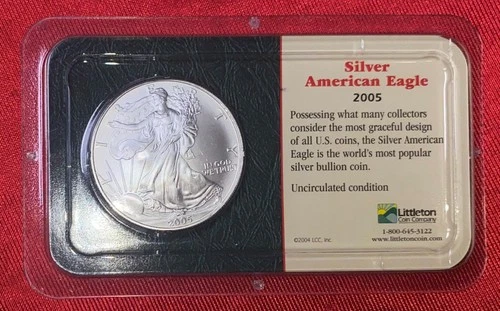 Silver
American Eagle
2005
Possessing what many collectors
consider the most graceful design
of all U.S. coins, the Silver American
Eagle is the world's most popular
silver bullion coin.
Uncirculated condition
Littleton
Coin Company
1-800-645-3122
©2004 LCC, Inc.
www.littletoncoin.com
LIBERTY
IN GOD
WE TRUST
2005